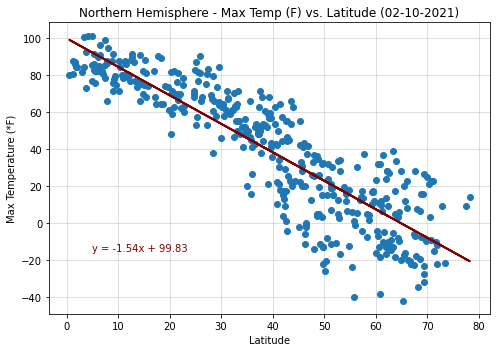 Northern Hemisphere - Max Temp (F) vs. Latitude (02-10-2021)
Max Temperature (*F)
100
80
60
40
20
0
−20
−40
y = -1.54x + 99.83
0 10 20 30 40 50 60 70 80
Latitude